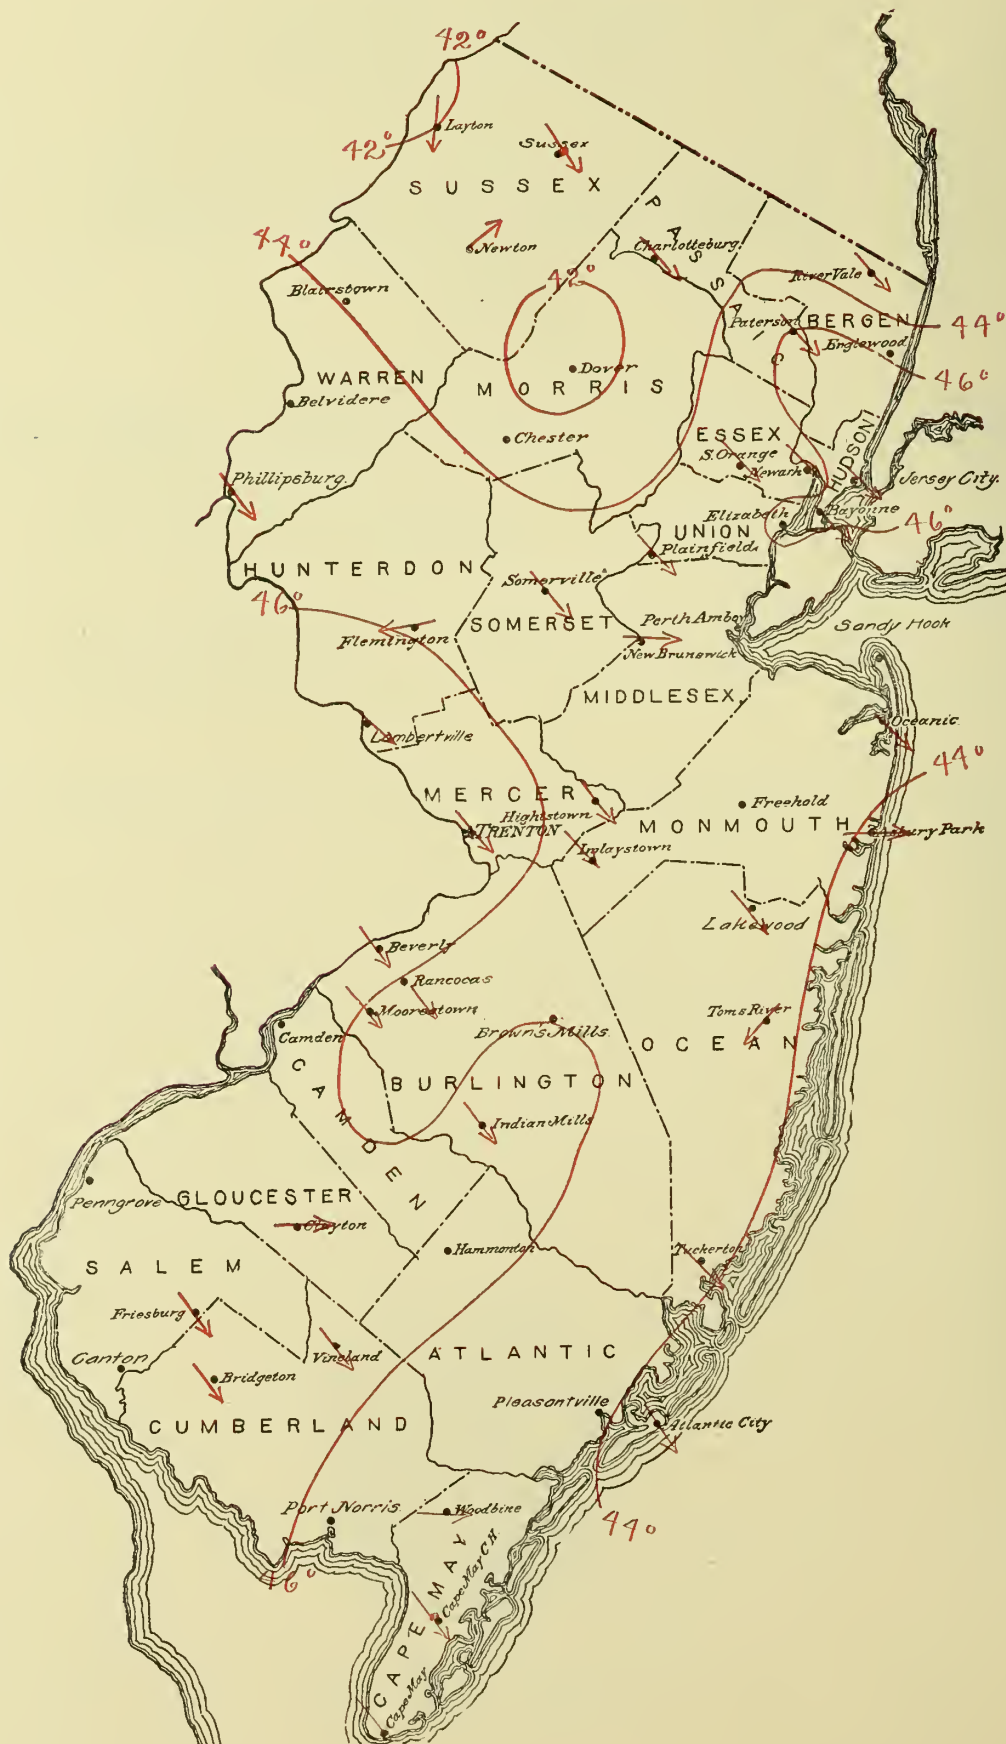 42°
Layton
42°
Sussex
SUSSEX
PASSAIC
44°
Newton
Charlotteburg
42°
River Vale
Blairstown
Paterson
BERGEN
44°
Englewood
Dover
WARREN
MORRIS
46°
Belvidere
Chester
ESSEX
S. Orange
Newark
HUDSON
Jersey City.
Phillipsburg.
Elizabeth
Bayonne
46°
UNION
Plainfield
HUNTERDON
Somerville
46°
SOMERSET
Perth Amboy
Sandy Hook
Flemington
New Brunswick
MIDDLESEX
Oceanic
Lambertville
44°
MERCER
Hightstown
Freehold
TRENTON
MONMOUTH
Asbury Park
Imlaystown
Lakewood
Beverly
Rancocas
Moorestown
Toms River
Camden
Brown's Mills
OCEAN
CAMDEN
BURLINGTON
Indian Mills
Penngrove
GLOUCESTER
Clayton
Hammonton
Tuckerton
SALEM
Friesburg
Vineland
ATLANTIC
Canton
Bridgeton
Pleasantville
CUMBERLAND
Atlantic City
Port Norris
Woodbine
44°
46°
CAPE MAY
Cape May C.H.
Cape May